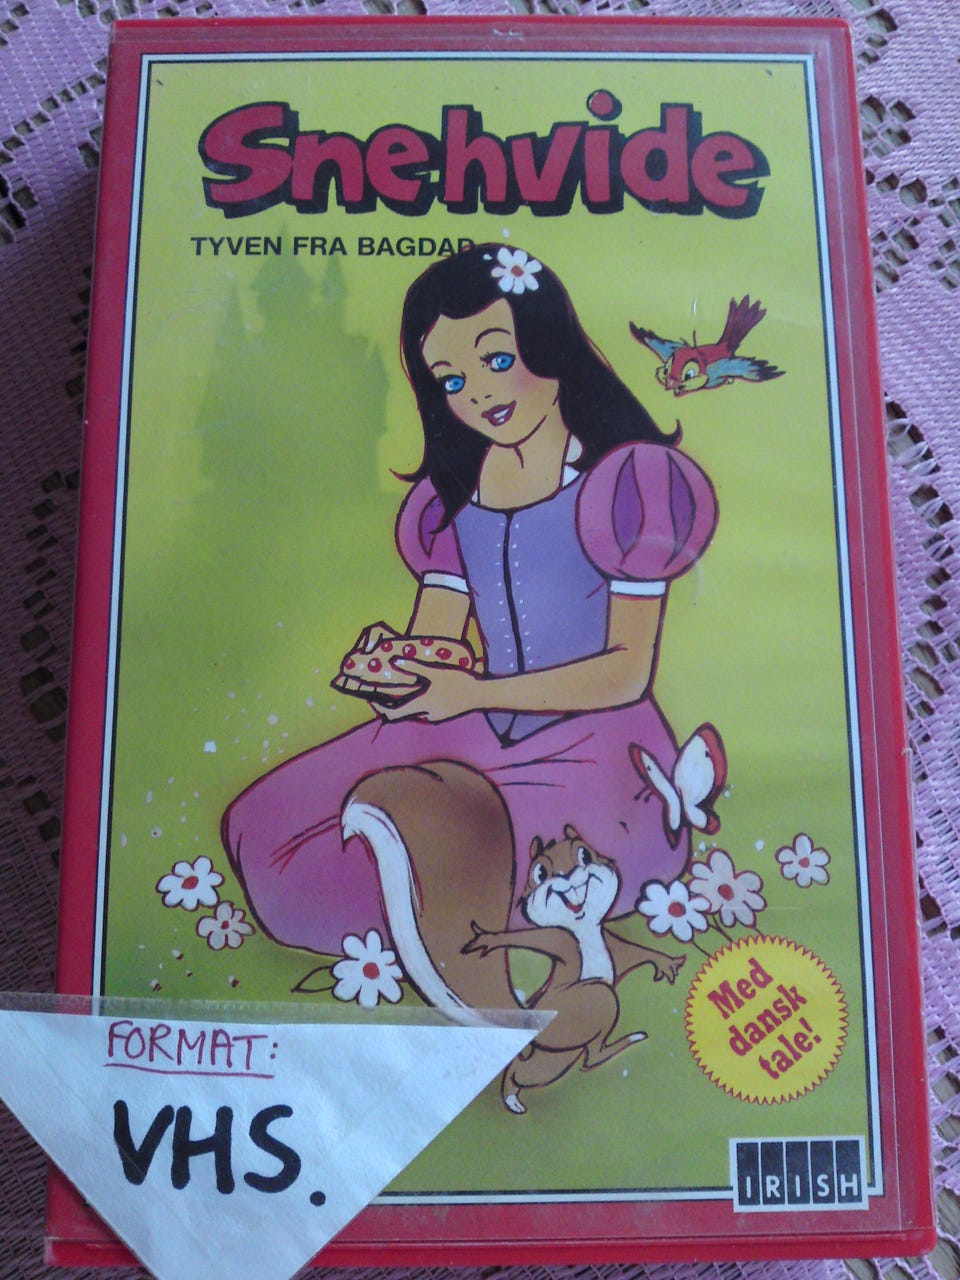 Snehvide
TYVEN FRA BAGDAD
Med
dansk
tale!
FORMAT:
VHS.
IRISH